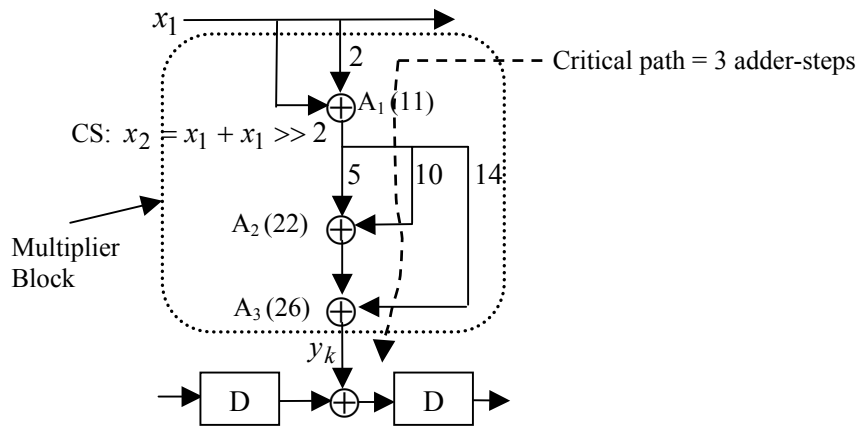 x₁
2
Critical path = 3 adder-steps
A₁ (11)
CS: x₂ = x₁ + x₁ >> 2
5
10
14
A₂ (22)
Multiplier
Block
A₃ (26)
yₖ
D
D